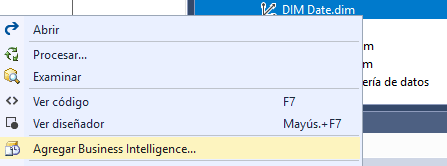 DIM Date.dim
Abrir
Procesar...
Examinar
Ver código F7
Ver diseñador Mayús.+F7
Agregar Business Intelligence...
m
m
ería de datos